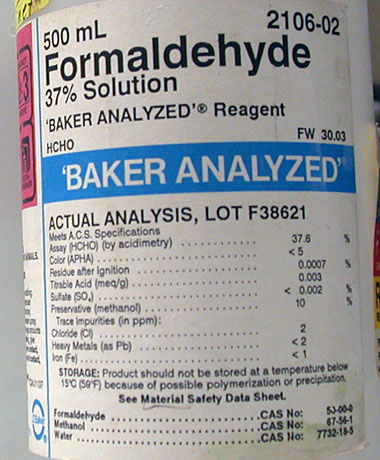 500 mL
2106-02
Formaldehyde
37% Solution
'BAKER ANALYZED'® Reagent
HCHO
FW 30.03
'BAKER ANALYZED'®
ACTUAL ANALYSIS, LOT F38621
Meets A.C.S. Specifications
Assay (HCHO) (by acidimetry) 37.6 %
Color (APHA) < 5
Residue after Ignition 0.0007 %
Titrable Acid (meq/g) 0.003
Sulfate (SO₄) < 0.002 %
Preservative (methanol) 10 %
Trace Impurities (in ppm):
Chloride (Cl) 2
Heavy Metals (as Pb) < 2
Iron (Fe) < 1
STORAGE: Product should not be stored at a temperature below
15°C (59°F) because of possible polymerization or precipitation.
See Material Safety Data Sheet.
Formaldehyde CAS No: 50-00-0
Methanol CAS No: 67-56-1
Water CAS No: 7732-18-5